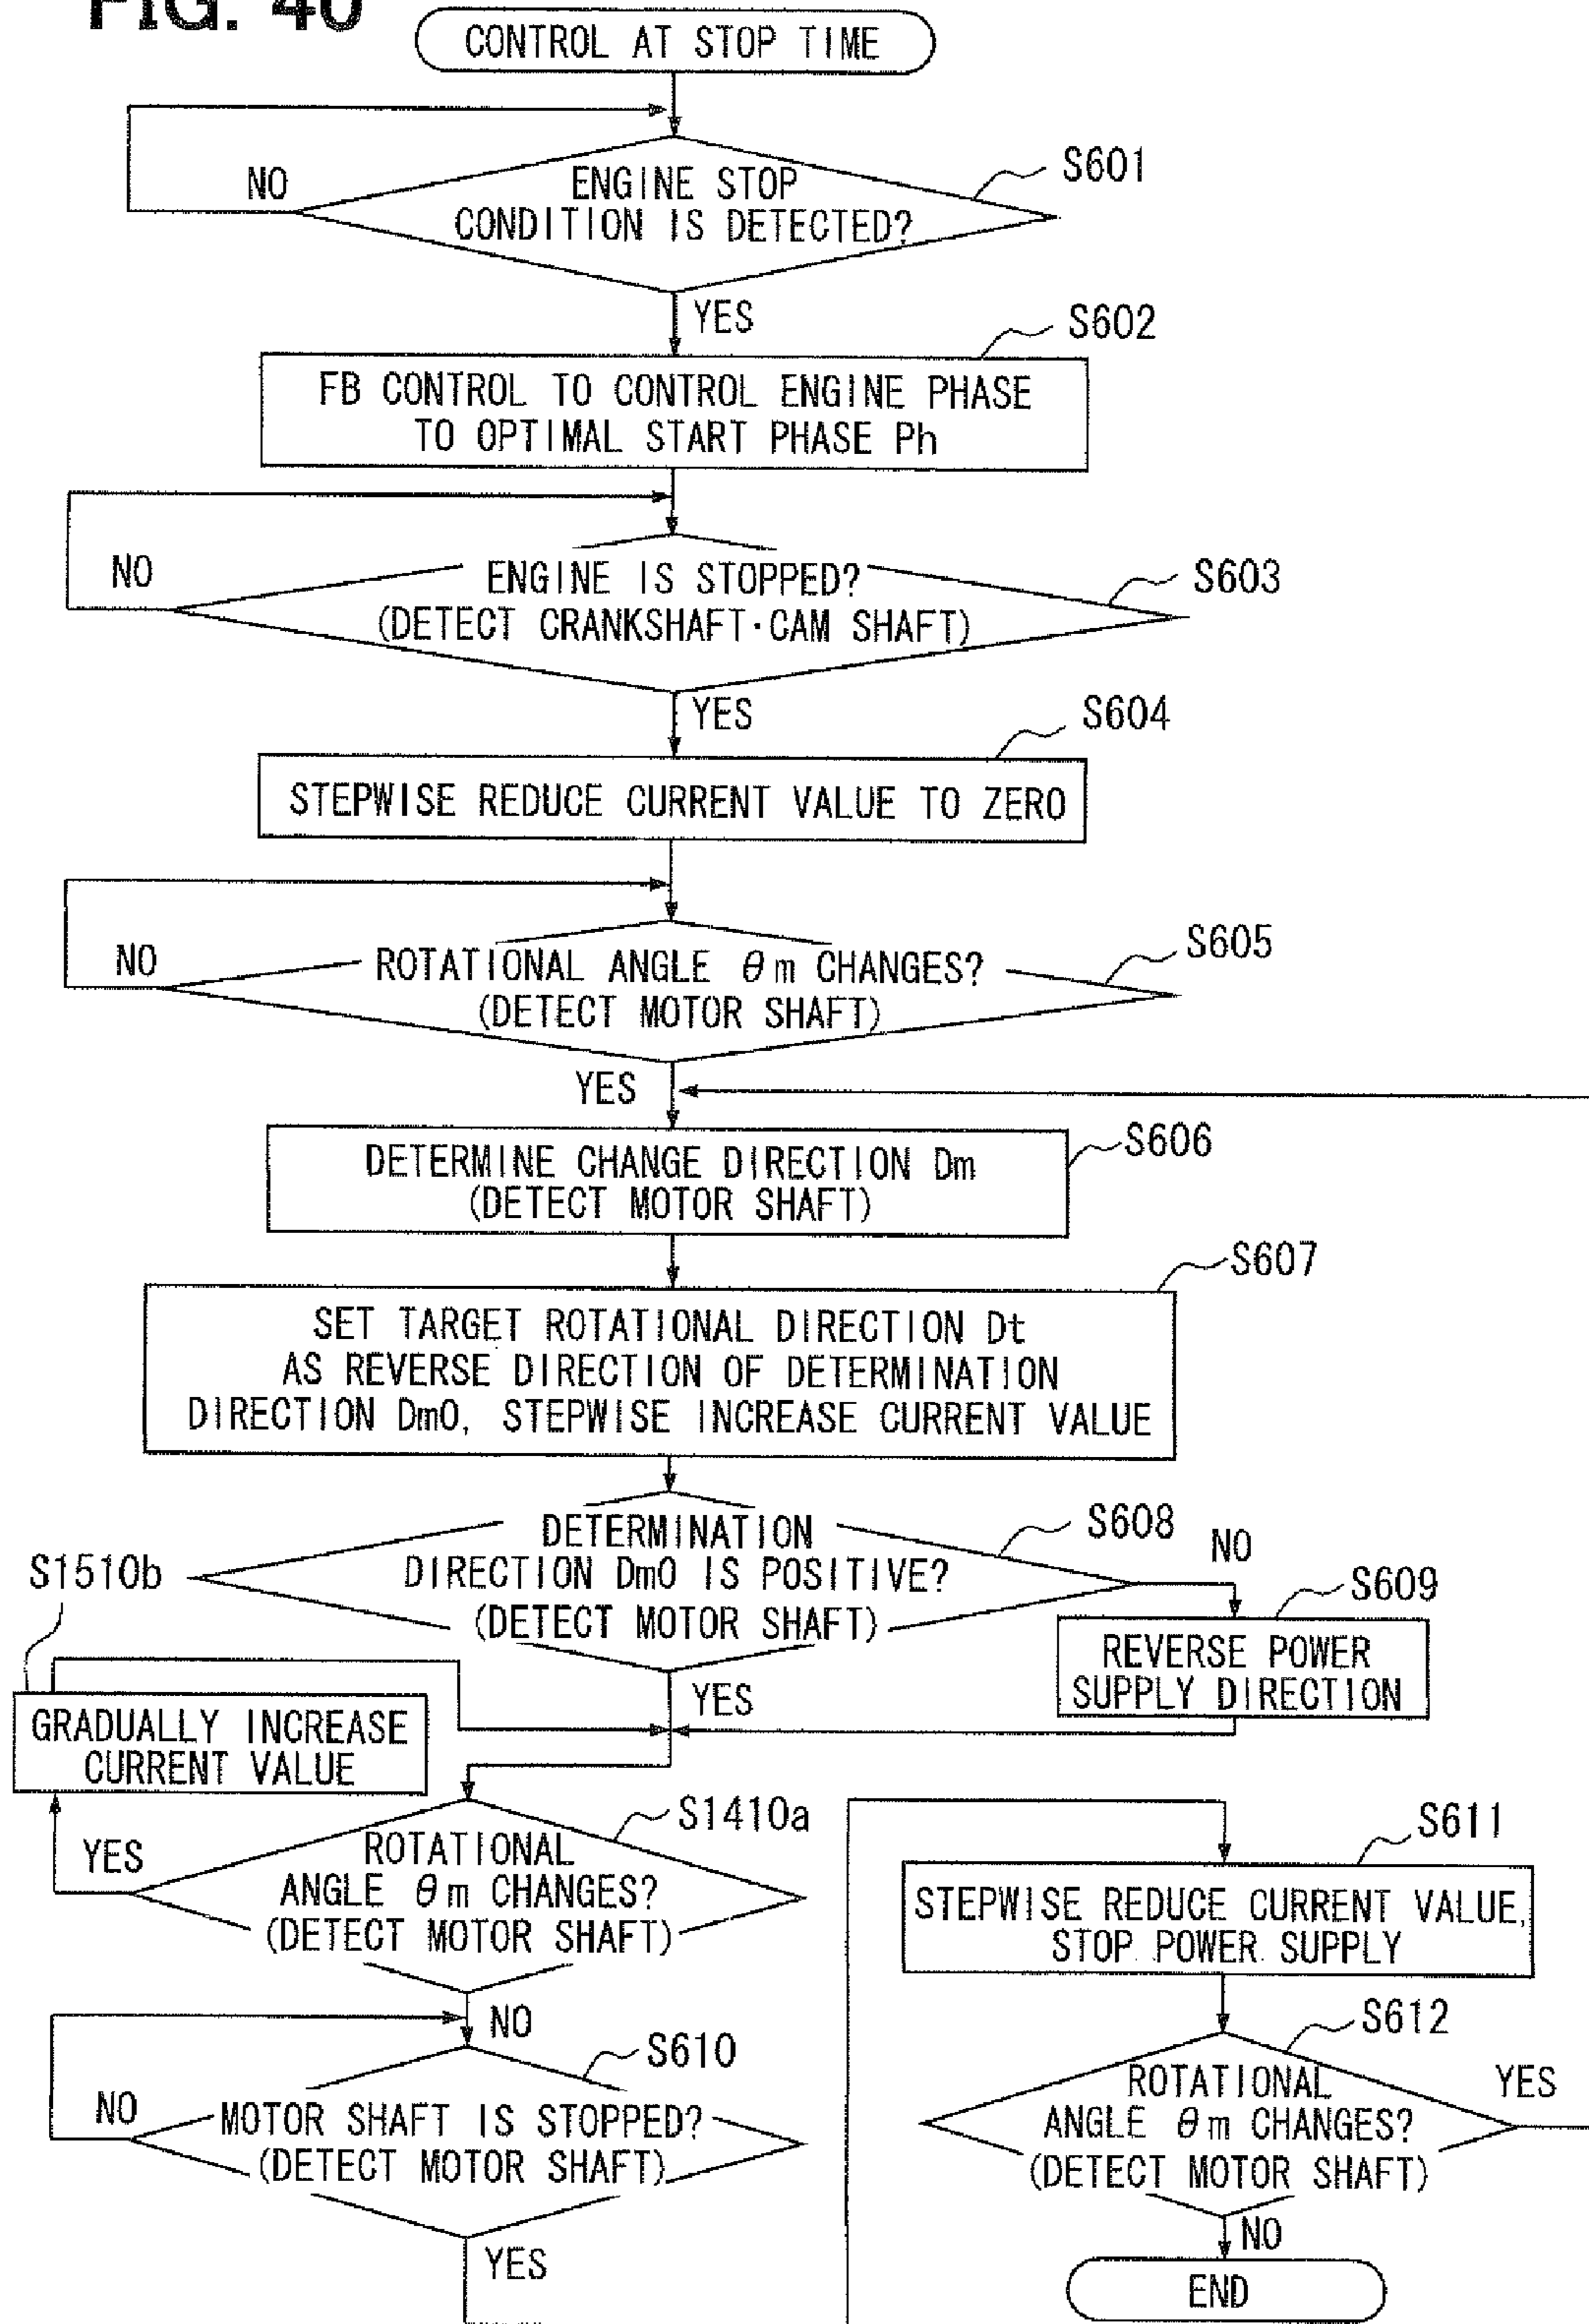 FIG. 40
CONTROL AT STOP TIME
NO
ENGINE STOP
CONDITION IS DETECTED?
S601
YES
S602
FB CONTROL TO CONTROL ENGINE PHASE
TO OPTIMAL START PHASE Ph
NO
ENGINE IS STOPPED?
(DETECT CRANKSHAFT·CAM SHAFT)
S603
YES
S604
STEPWISE REDUCE CURRENT VALUE TO ZERO
NO
ROTATIONAL ANGLE θm CHANGES?
(DETECT MOTOR SHAFT)
S605
YES
S606
DETERMINE CHANGE DIRECTION Dm
(DETECT MOTOR SHAFT)
S607
SET TARGET ROTATIONAL DIRECTION Dt
AS REVERSE DIRECTION OF DETERMINATION
DIRECTION Dm0, STEPWISE INCREASE CURRENT VALUE
DETERMINATION
DIRECTION Dm0 IS POSITIVE?
(DETECT MOTOR SHAFT)
S608
NO
S609
REVERSE POWER
SUPPLY DIRECTION
YES
S1510b
GRADUALLY INCREASE
CURRENT VALUE
YES
ROTATIONAL
ANGLE θm CHANGES?
(DETECT MOTOR SHAFT)
S1410a
NO
S610
NO
MOTOR SHAFT IS STOPPED?
(DETECT MOTOR SHAFT)
YES
S611
STEPWISE REDUCE CURRENT VALUE,
STOP POWER SUPPLY
S612
ROTATIONAL
ANGLE θm CHANGES?
(DETECT MOTOR SHAFT)
YES
NO
END